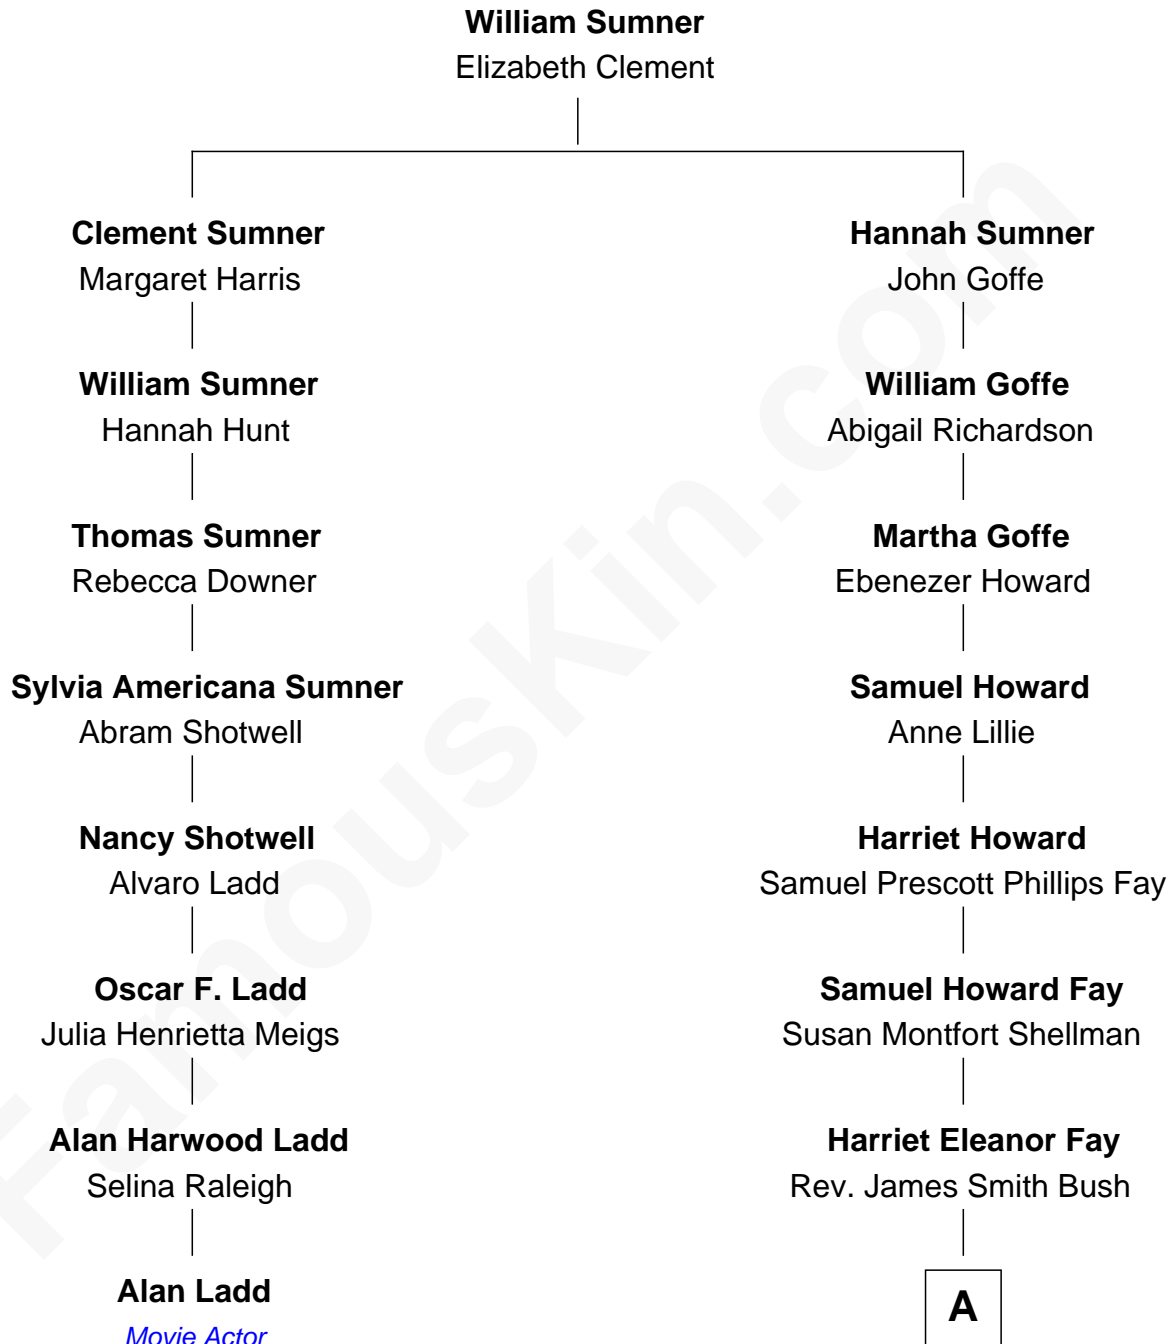 William Sumner
Elizabeth Clement
Clement Sumner
Margaret Harris
Hannah Sumner
John Goffe
William Sumner
Hannah Hunt
William Goffe
Abigail Richardson
Thomas Sumner
Rebecca Downer
Martha Goffe
Ebenezer Howard
Sylvia Americana Sumner
Abram Shotwell
Samuel Howard
Anne Lillie
Nancy Shotwell
Alvaro Ladd
Harriet Howard
Samuel Prescott Phillips Fay
Oscar F. Ladd
Julia Henrietta Meigs
Samuel Howard Fay
Susan Montfort Shellman
Alan Harwood Ladd
Selina Raleigh
Harriet Eleanor Fay
Rev. James Smith Bush
Alan Ladd
Movie Actor
A
FamousKin.com